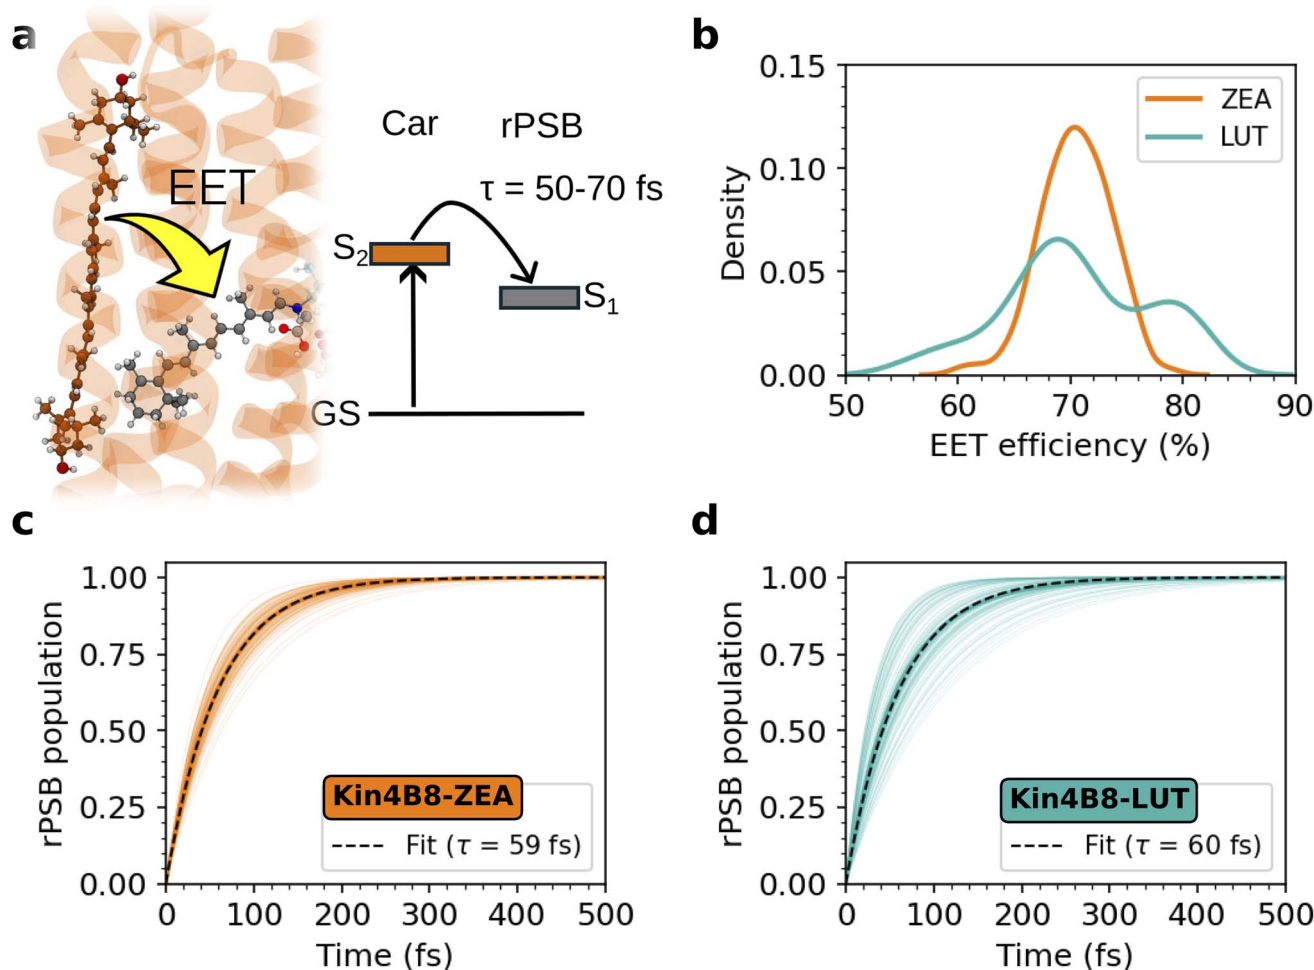 a
EET
Car
rPSB
τ = 50-70 fs
S2
S1
GS
b
0.15
0.10
0.05
0.00
Density
ZEA
LUT
50
60
70
80
90
EET efficiency (%)
c
1.00
0.75
0.50
0.25
0.00
rPSB population
Kin4B8-ZEA
Fit (τ = 59 fs)
0
100
200
300
400
500
Time (fs)
d
1.00
0.75
0.50
0.25
0.00
rPSB population
Kin4B8-LUT
Fit (τ = 60 fs)
0
100
200
300
400
500
Time (fs)